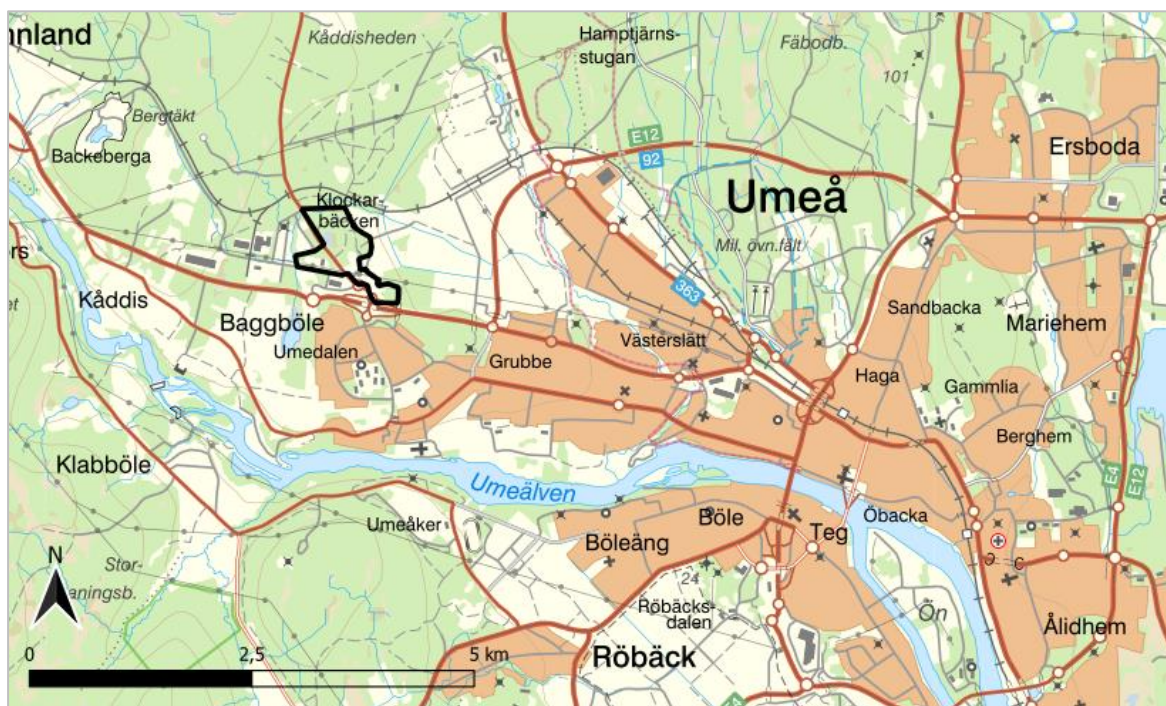 nnland
Kåddisheden
Hamptjärns-
stugan
Fäbodb.
101
Bergtäkt
Backeberga
E12
92
Ersboda
Klockar-
bäcken
Umeå
Mil. övn.fält
363
Kåddis
Baggböle
Umedalen
Grubbe
Västerslätt
Sandbacka
Mariehem
Haga
Gammlia
Berghem
Klabböle
Umeälven
E4
E12
Umeåker
Böle
Teg
Öbacka
Böleäng
N
Stor-
aningsb.
24
Röbäcks-
dalen
Ön
Ålidhem
Röbäck
0
2,5
5 km